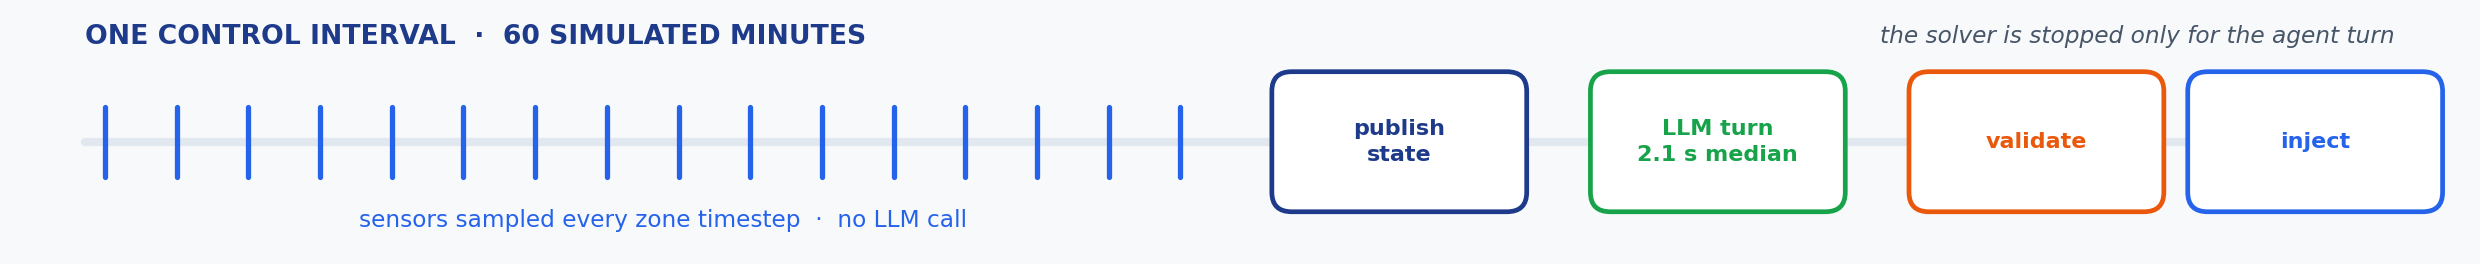 ONE CONTROL INTERVAL · 60 SIMULATED MINUTES
the solver is stopped only for the agent turn
publish
state
LLM turn
2.1 s median
validate
inject
sensors sampled every zone timestep · no LLM call